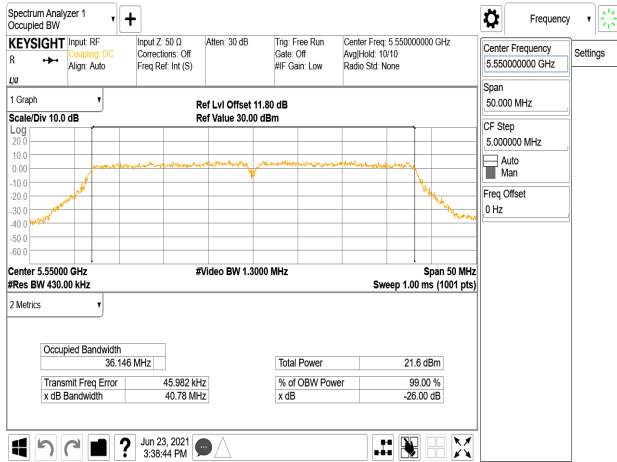 Spectrum Analyzer 1
Occupied BW
Frequency
KEYSIGHT
R
Input: RF
Coupling: DC
Align: Auto
Input Z: 50 Ω
Corrections: Off
Freq Ref: Int (S)
Atten: 30 dB
Trig: Free Run
Gate: Off
#IF Gain: Low
Center Freq: 5.550000000 GHz
Avg|Hold: 10/10
Radio Std: None
Center Frequency
5.550000000 GHz
Settings
Span
50.000 MHz
CF Step
5.000000 MHz
Auto
Man
Freq Offset
0 Hz
1 Graph
Scale/Div 10.0 dB
Ref Lvl Offset 11.80 dB
Ref Value 30.00 dBm
Log
20.0
10.0
0.00
-10.0
-20.0
-30.0
-40.0
-50.0
-60.0
Center 5.55000 GHz
#Res BW 430.00 kHz
#Video BW 1.3000 MHz
Span 50 MHz
Sweep 1.00 ms (1001 pts)
2 Metrics
Occupied Bandwidth
36.146 MHz
Total Power 21.6 dBm
Transmit Freq Error 45.982 kHz
% of OBW Power 99.00 %
x dB Bandwidth 40.78 MHz
x dB -26.00 dB
?
Jun 23, 2021
3:38:44 PM